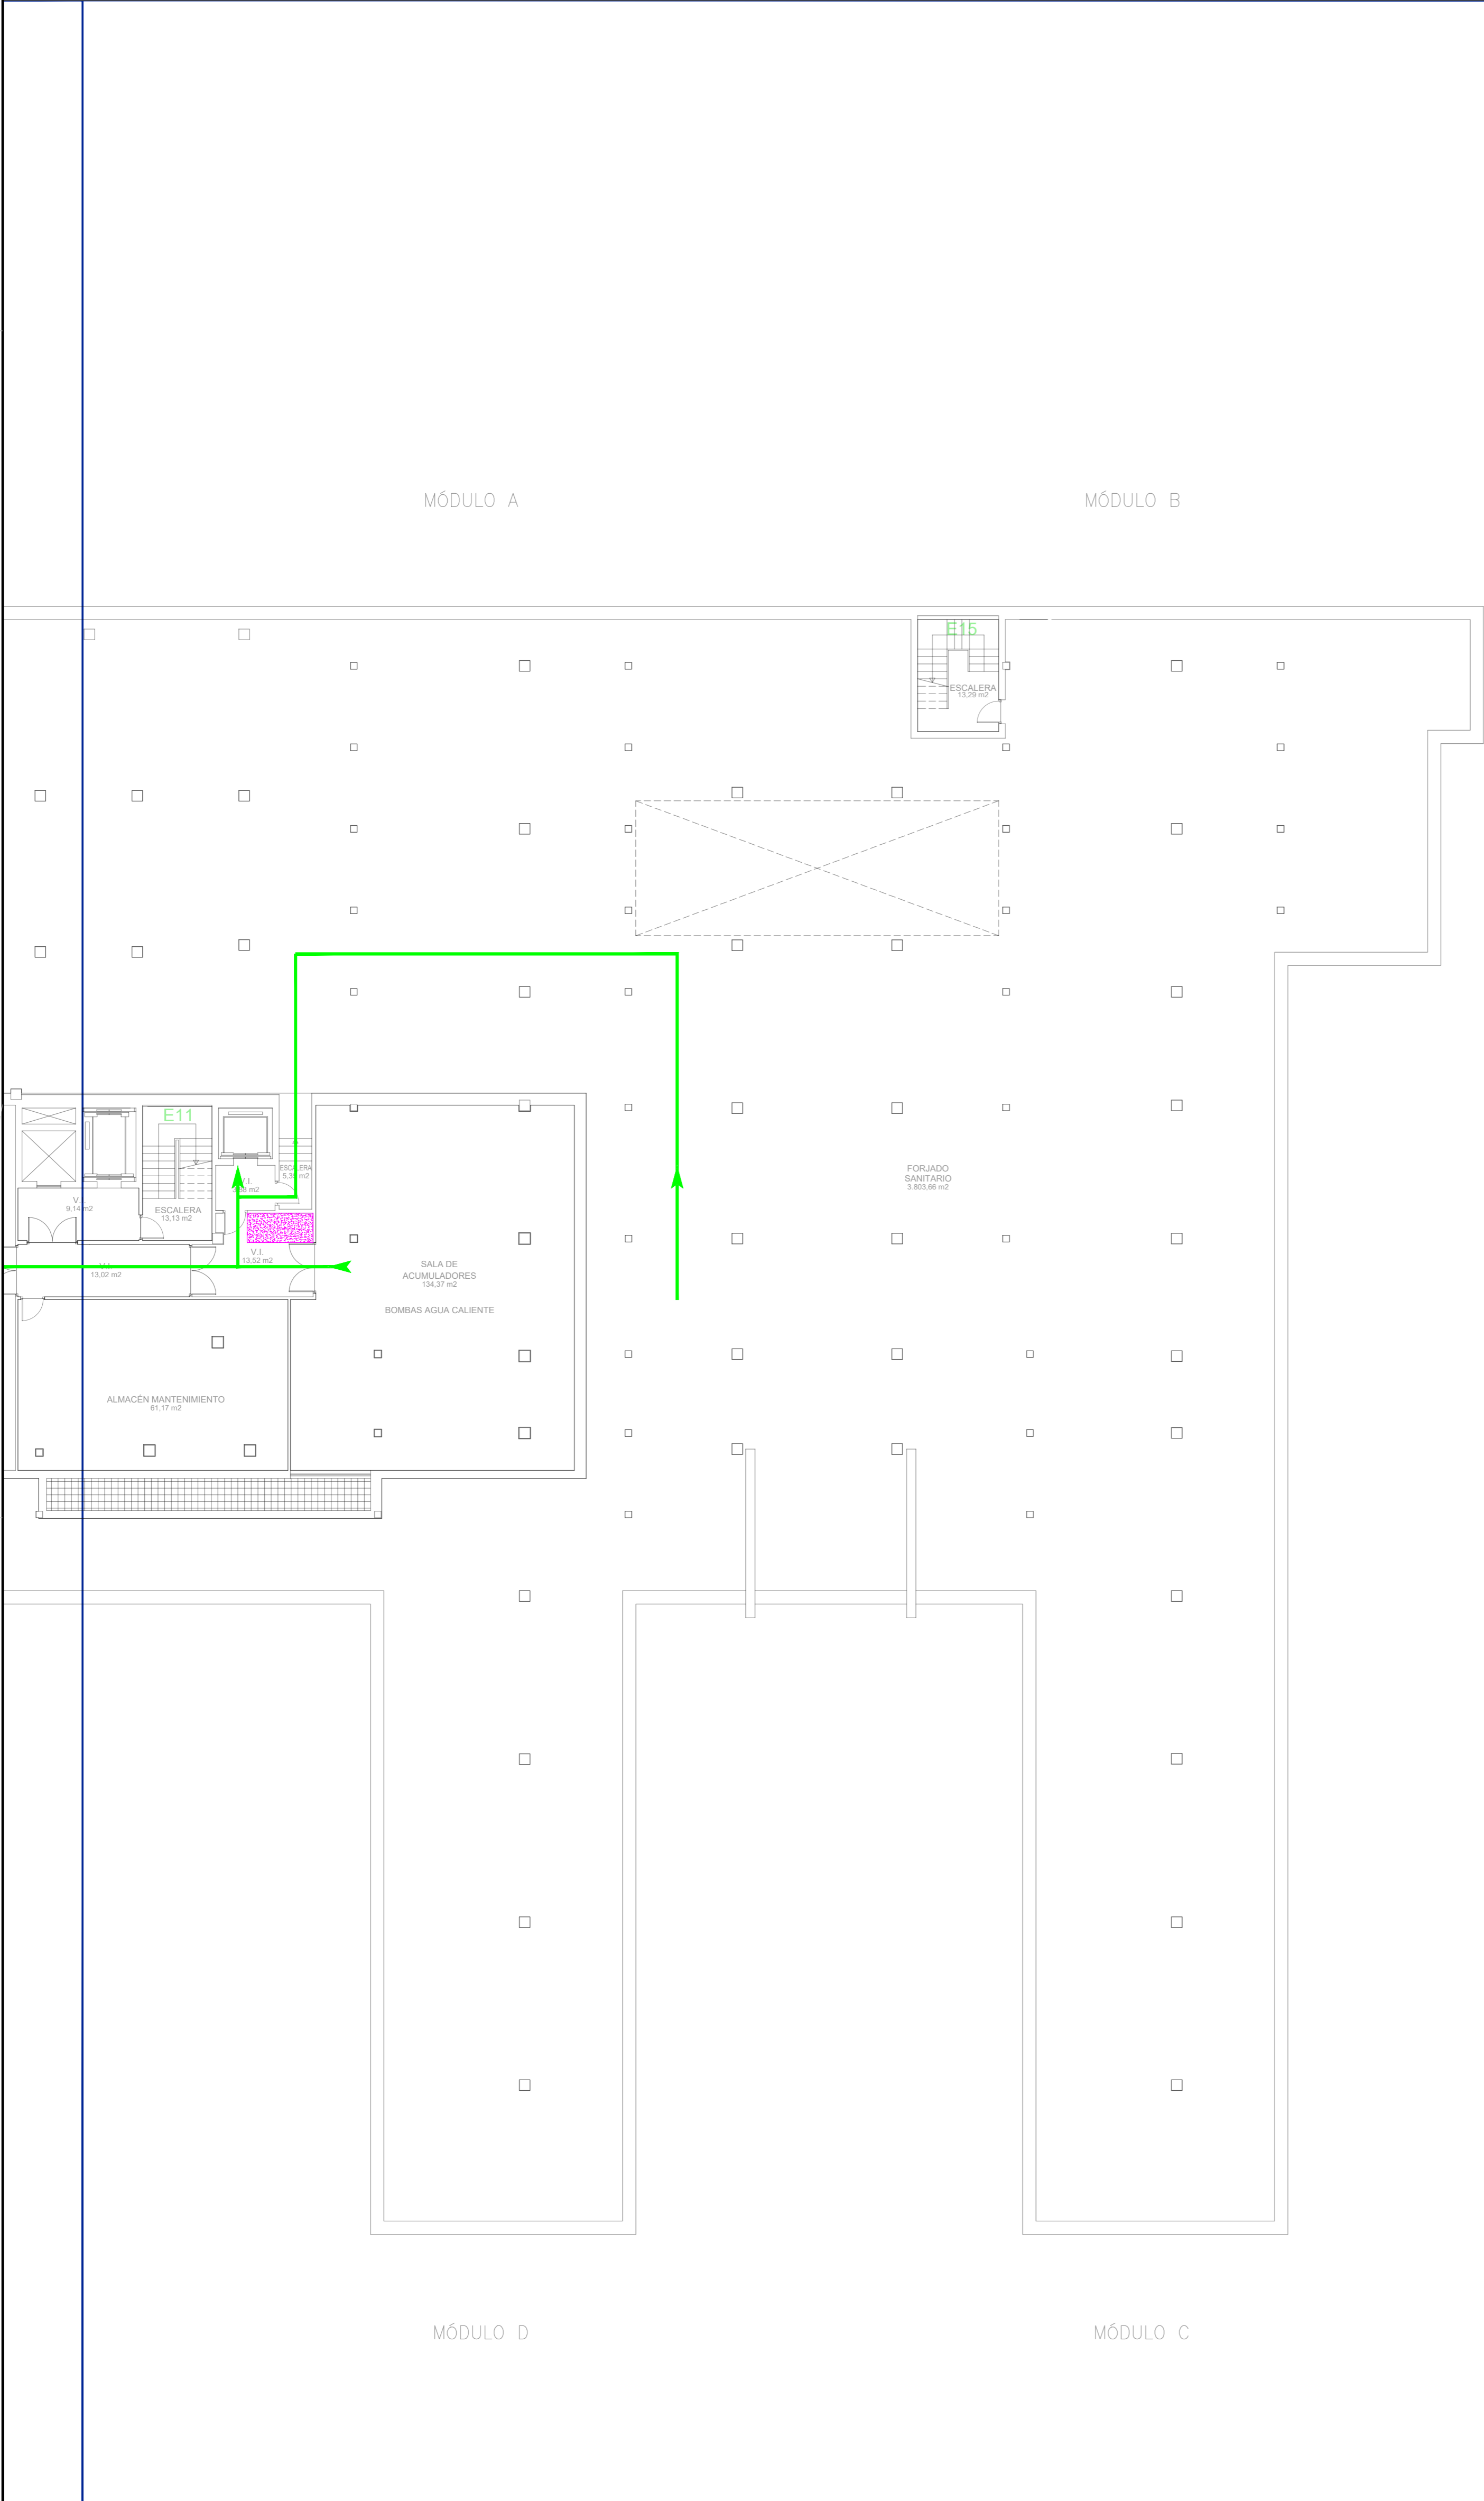 MÓDULO A
MÓDULO B
E15
ESCALERA
13,29 m2
E11
ESCALERA
5,38 m2
V.I.
m2
FORJADO
SANITARIO
3.803,66 m2
V.I.
9,14 m2
ESCALERA
13,13 m2
V.I.
13,52 m2
V.I.
13,02 m2
SALA DE
ACUMULADORES
134,37 m2
BOMBAS AGUA CALIENTE
ALMACÉN MANTENIMIENTO
61,17 m2
MÓDULO D
MÓDULO C